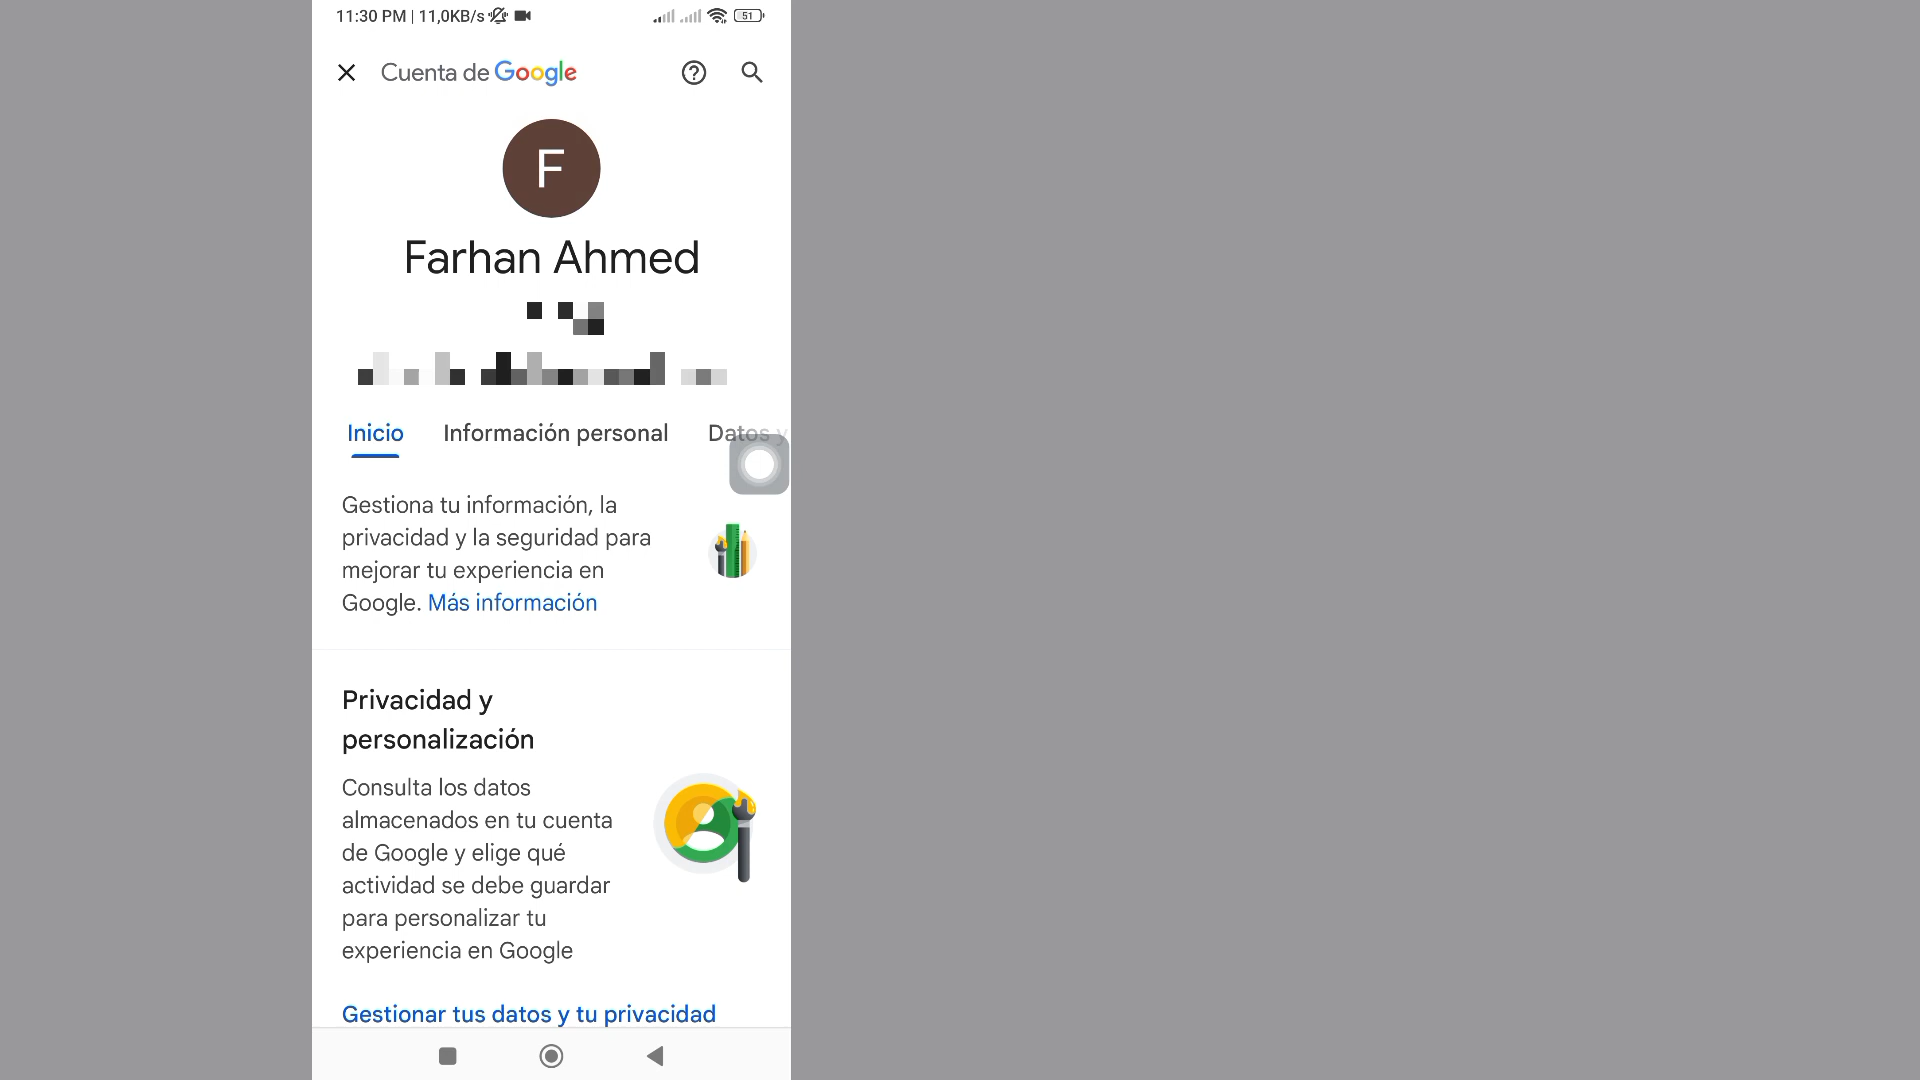 11:30 PM | 11,0KB/s 51
Cuenta de Google
F
Farhan Ahmed
Inicio Información personal Datos y
Gestiona tu información, la
privacidad y la seguridad para
mejorar tu experiencia en
Google. Más información
Privacidad y
personalización
Consulta los datos
almacenados en tu cuenta
de Google y elige qué
actividad se debe guardar
para personalizar tu
experiencia en Google
Gestionar tus datos y tu privacidad